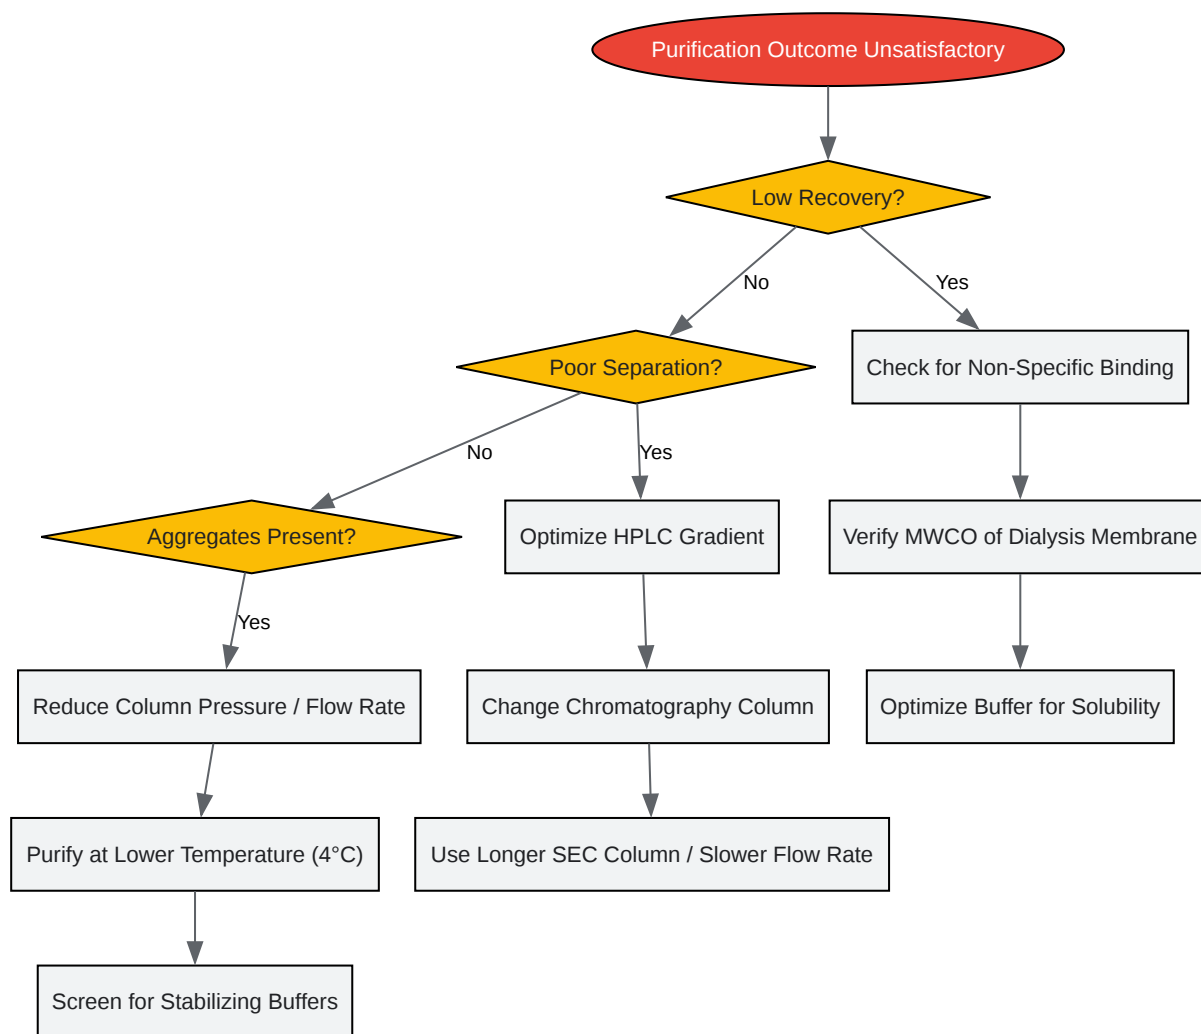 Purification Outcome Unsatisfactory
Low Recovery?
No
Yes
Poor Separation?
Check for Non-Specific Binding
No
Yes
Aggregates Present?
Optimize HPLC Gradient
Verify MWCO of Dialysis Membrane
Yes
Reduce Column Pressure / Flow Rate
Change Chromatography Column
Optimize Buffer for Solubility
Purify at Lower Temperature (4°C)
Use Longer SEC Column / Slower Flow Rate
Screen for Stabilizing Buffers